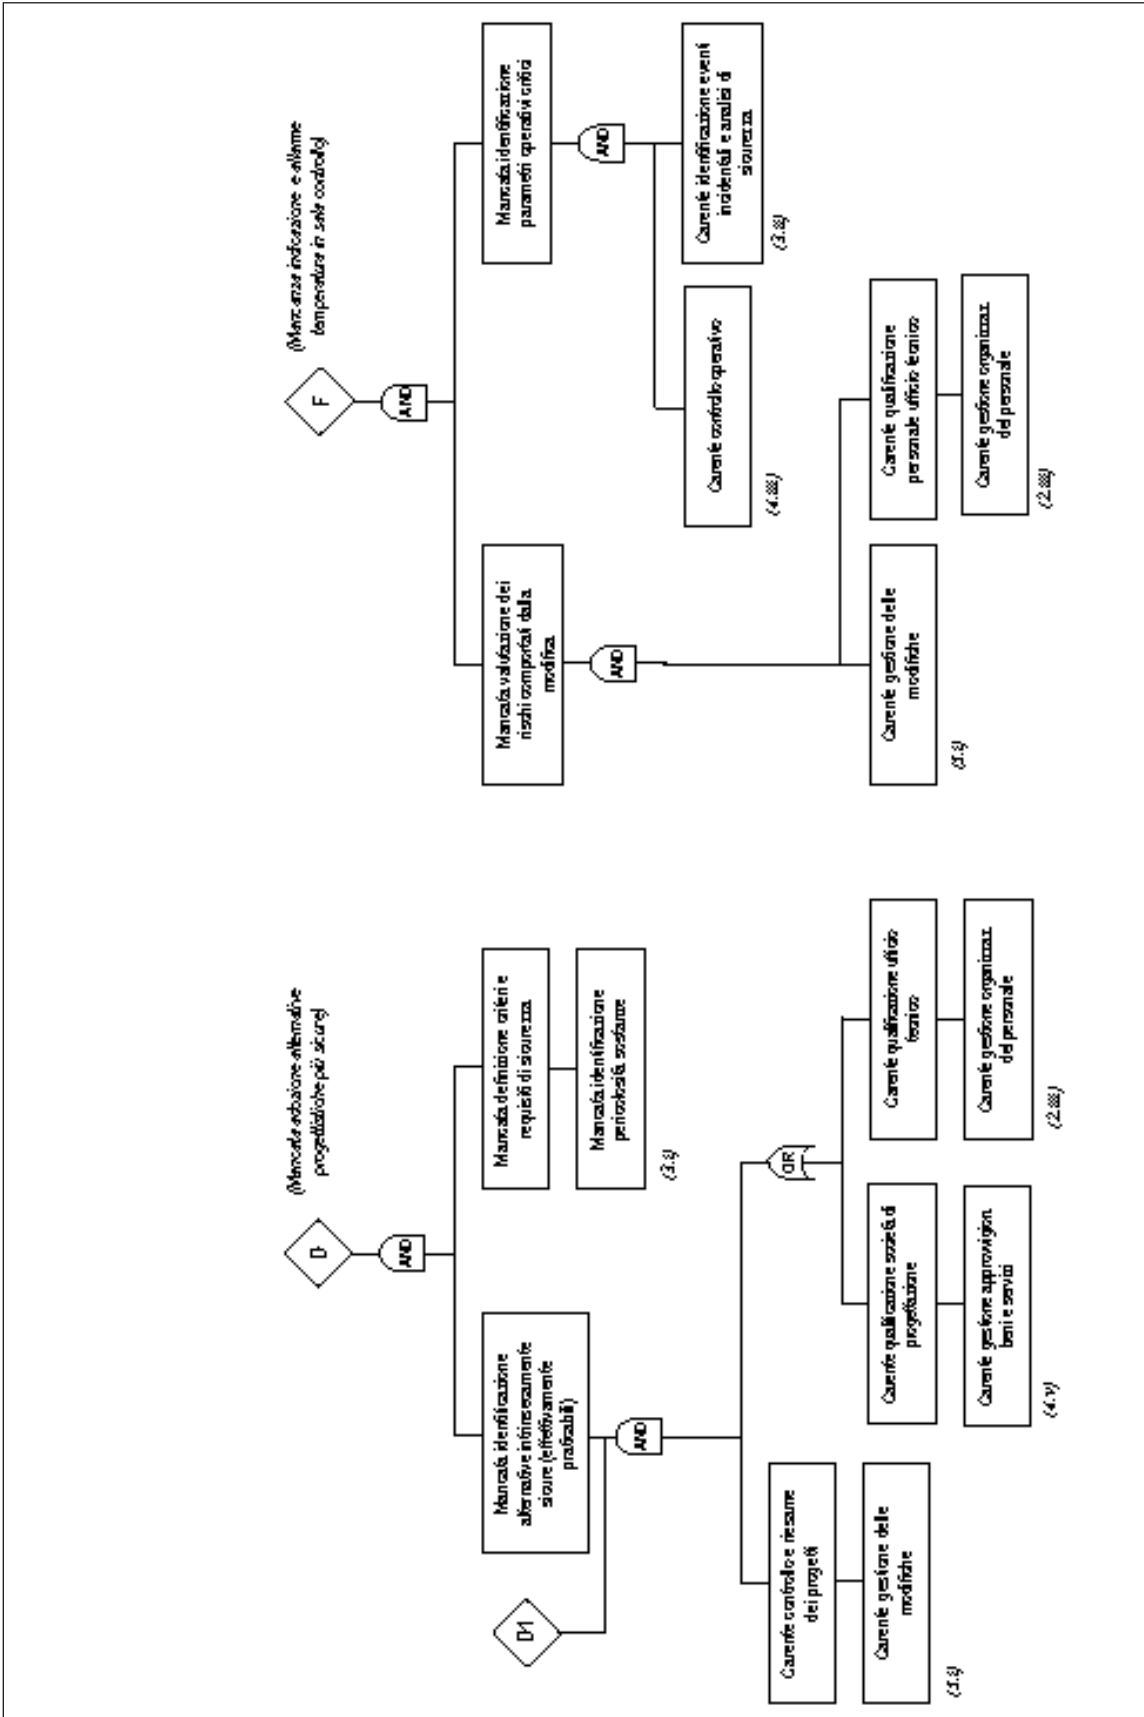 D
(Mancata adozione alternative
progettistiche più sicure)
AND
Mancata identificazione
alternative intrinsecamente
sicure (effettivamente
praticabili)
Mancata definizione criteri e
requisiti di sicurezza
Mancata identificazione
pericolosità sostanze
(3.i)
D1
AND
Carente controllo e riesame
dei progetti
Carente gestione delle
modifiche
(5.i)
OR
Carente qualificazione società di
progettazione
Carente gestione approvvigion.
beni e servizi
(4.v)
Carente qualificazione ufficio
tecnico
Carente gestione organizzaz.
del personale
(2.iii)
F
(Mancanza indicazione e allarme
temperatura in sala controllo)
AND
Mancata valutazione dei
rischi comportati dalla
modifica
AND
Carente gestione delle
modifiche
(5.i)
Carente qualificazione
personale ufficio tecnico
Carente gestione organizzaz.
del personale
(2.iii)
Mancata identificazione
parametri operativi critici
AND
Carente controllo operativo
(4.iii)
Carente identificazione eventi
incidentali e analisi di
sicurezza
(3.ii)